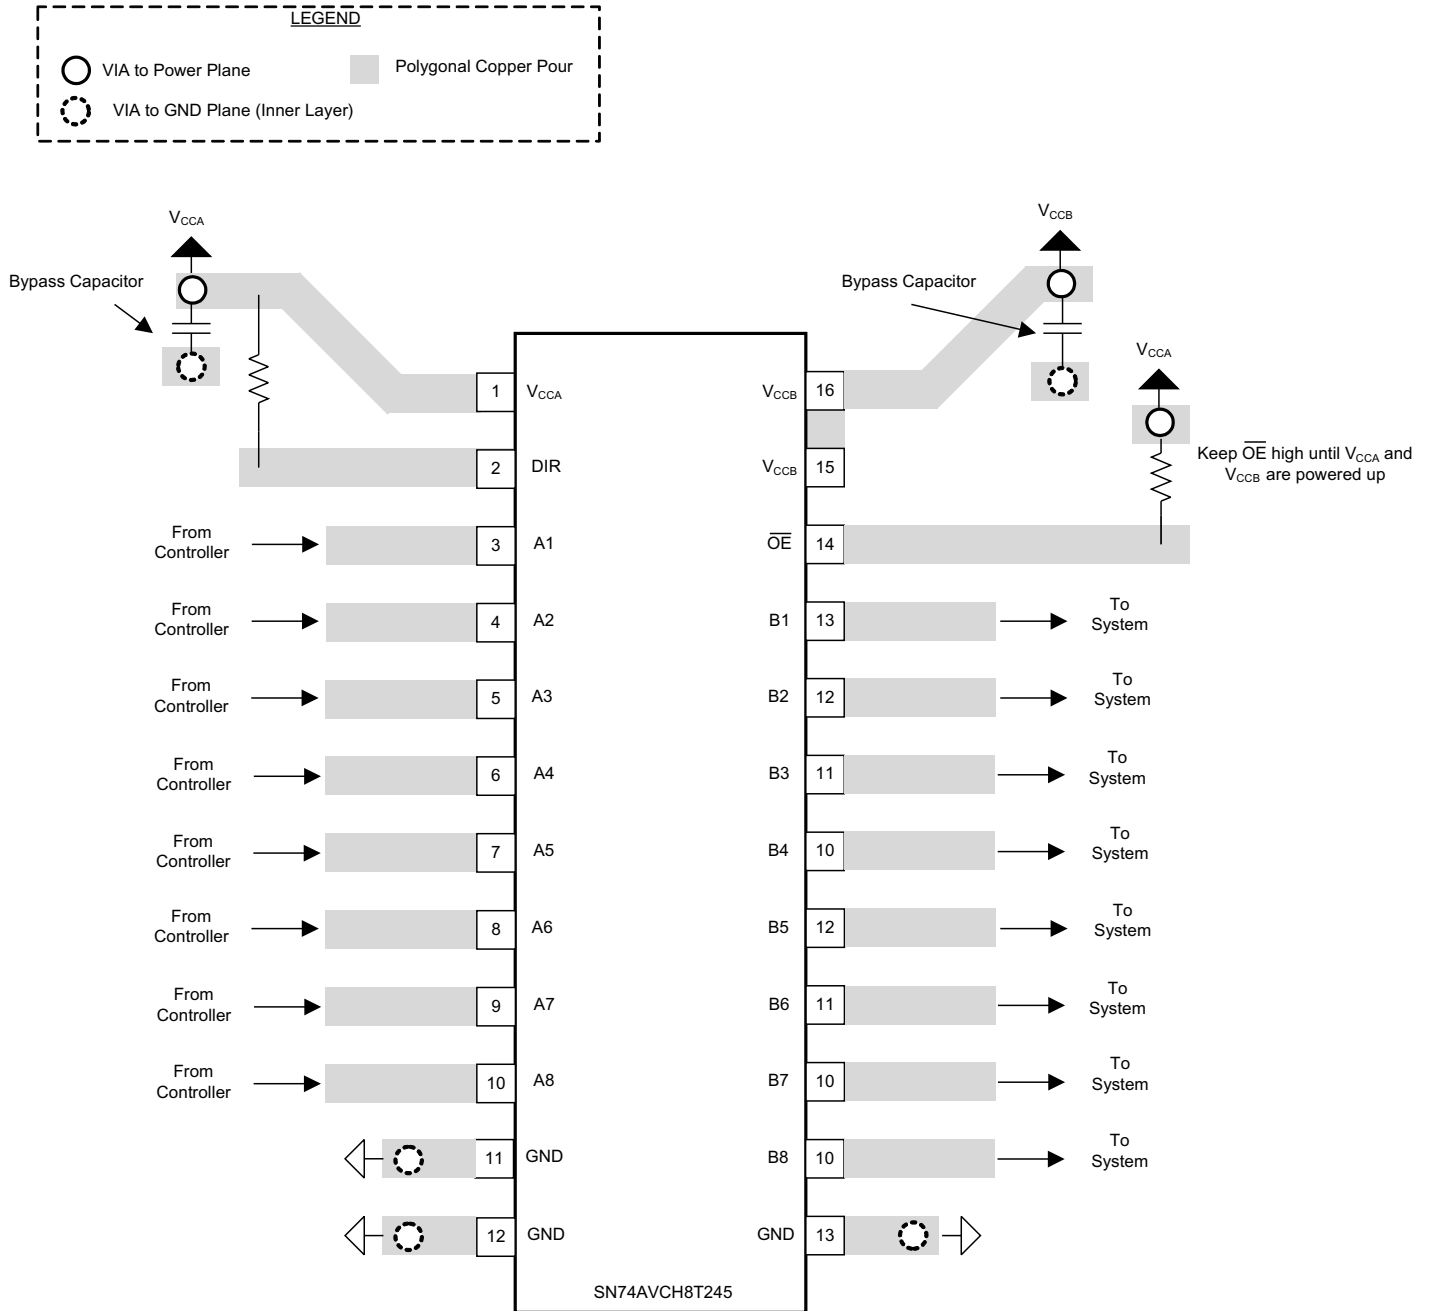 LEGEND
VIA to Power Plane
Polygonal Copper Pour
VIA to GND Plane (Inner Layer)
VCCA
Bypass Capacitor
VCCB
Bypass Capacitor
VCCA
Keep OE high until VCCA and
VCCB are powered up
1 VCCA
VCCB 16
2 DIR
VCCB 15
From
Controller
3 A1
OE 14
From
Controller
4 A2
B1 13
To
System
From
Controller
5 A3
B2 12
To
System
From
Controller
6 A4
B3 11
To
System
From
Controller
7 A5
B4 10
To
System
From
Controller
8 A6
B5 12
To
System
From
Controller
9 A7
B6 11
To
System
From
Controller
10 A8
B7 10
To
System
11 GND
B8 10
To
System
12 GND
GND 13
SN74AVCH8T245